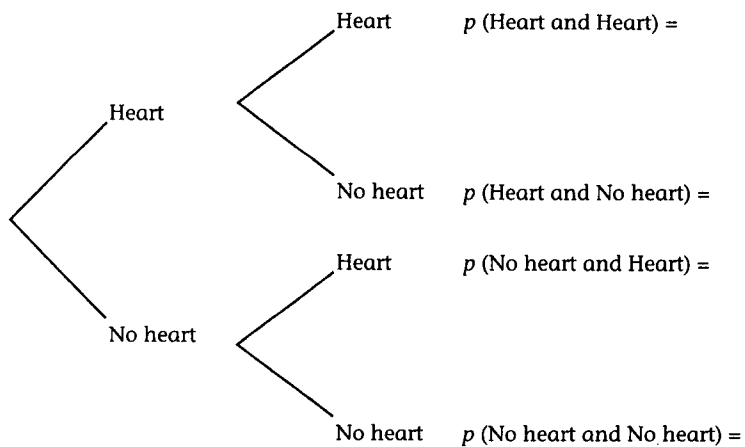 Heart p (Heart and Heart) =
Heart
No heart p (Heart and No heart) =
Heart p (No heart and Heart) =
No heart
No heart p (No heart and No heart) =